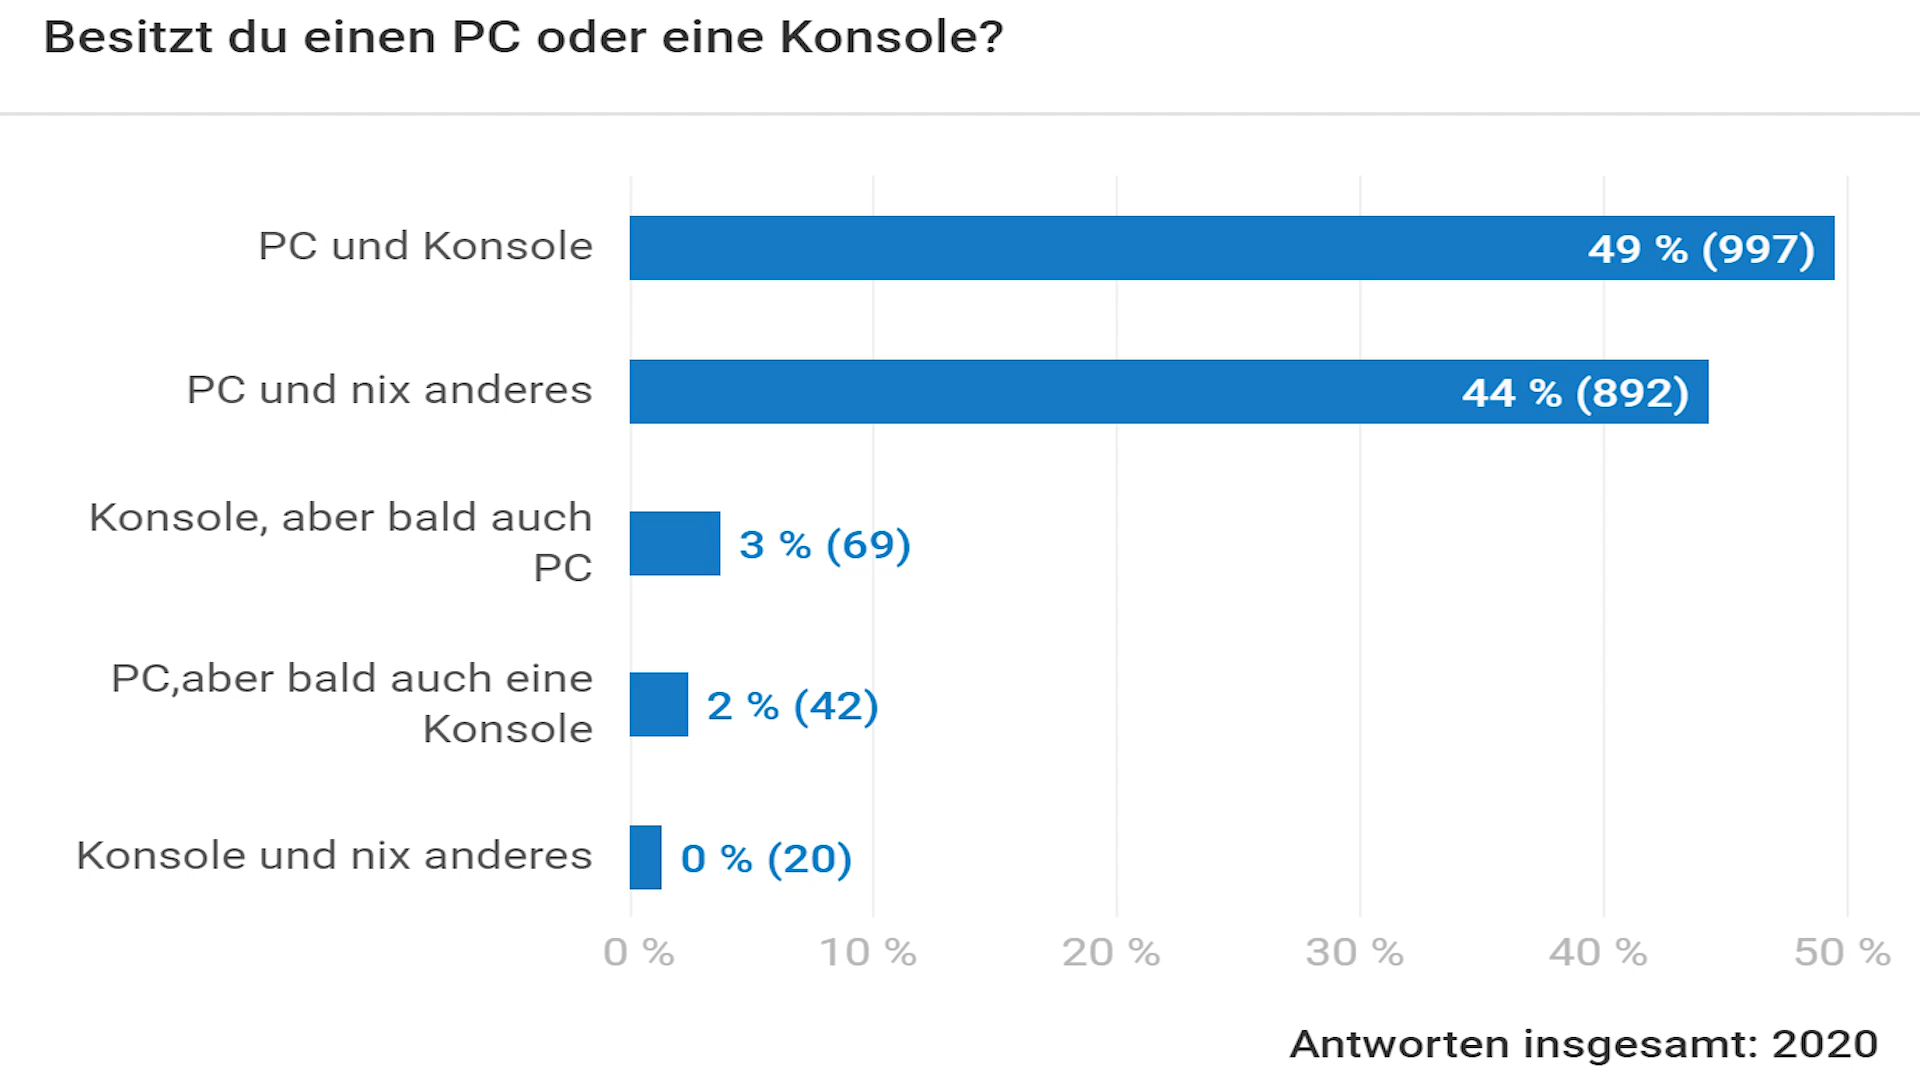 Besitzt du einen PC oder eine Konsole?
PC und Konsole
49 % (997)
PC und nix anderes
44 % (892)
Konsole, aber bald auch
PC
3 % (69)
PC,aber bald auch eine
Konsole
2 % (42)
Konsole und nix anderes
0 % (20)
0 % 10 % 20 % 30 % 40 % 50 %
Antworten insgesamt: 2020